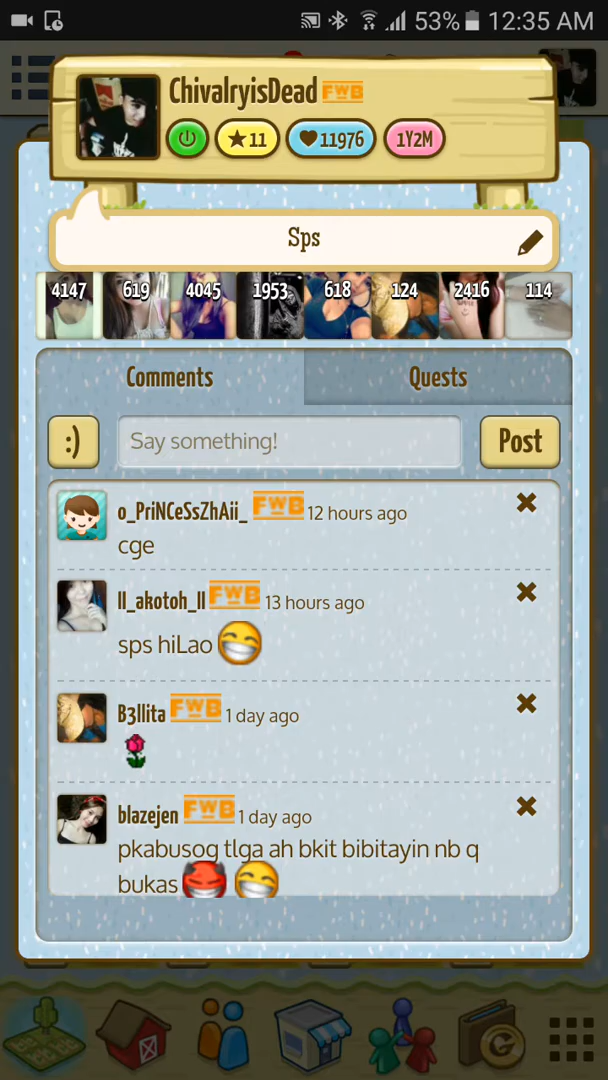 53% 12:35 AM
ChivalryisDead FWB
11 11976 1Y2M
Sps
4147 619 4045 1953 618 124 2416 114
Comments Quests
:) Say something! Post
o_PriNCeSsZhAii_ FWB 12 hours ago
cge
ll_akotoh_ll FWB 13 hours ago
sps hiLao
B3llita FWB 1 day ago
blazejen FWB 1 day ago
pkabusog tlga ah bkit bibitayin nb q
bukas